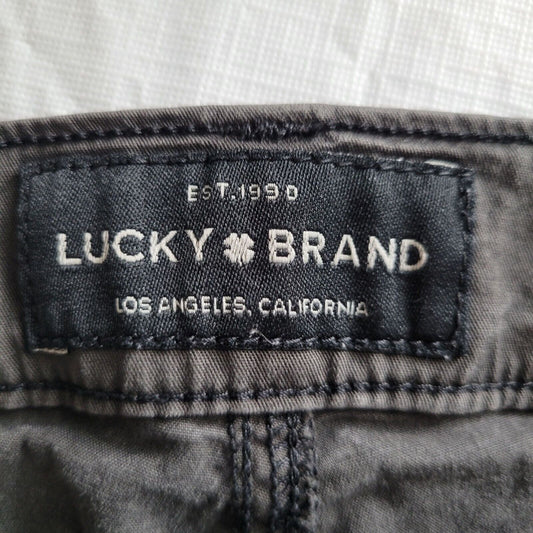 EST.1990
LUCKY BRAND
LOS ANGELES, CALIFORNIA